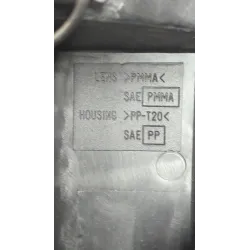 LENS >PMMA<
SAE PMMA
HOUSING >PP-T20<
SAE PP